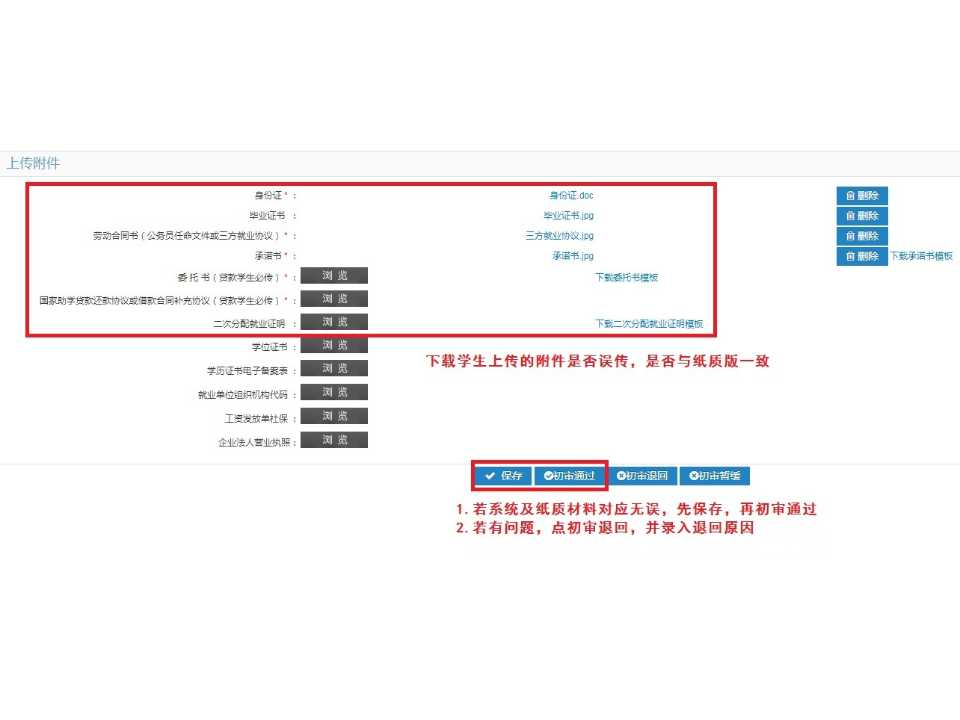 上传附件
身份证 * ： 身份证.doc 删除
毕业证书 ： 毕业证书.jpg 删除
劳动合同书（公务员任命文件或三方就业协议） * ： 三方就业协议.jpg 删除
承诺书 * ： 承诺书.jpg 删除 下载承诺书模板
委 托 书（贷款学生必传） * ： 浏 览 下载委托书模板
国家助学贷款还款协议或借款合同补充协议（贷款学生必传） * ： 浏 览
二次分配就业证明 ： 浏 览 下载二次分配就业证明模板
学位证书 ： 浏 览
下载学生上传的附件是否误传，是否与纸质版一致
学历证书电子备案表 ： 浏 览
就业单位组织机构代码 ： 浏 览
工资发放单社保 ： 浏 览
企业法人营业执照 ： 浏 览
保存 初审通过 初审退回 初审暂缓
1. 若系统及纸质材料对应无误，先保存，再初审通过
2. 若有问题，点初审退回，并录入退回原因